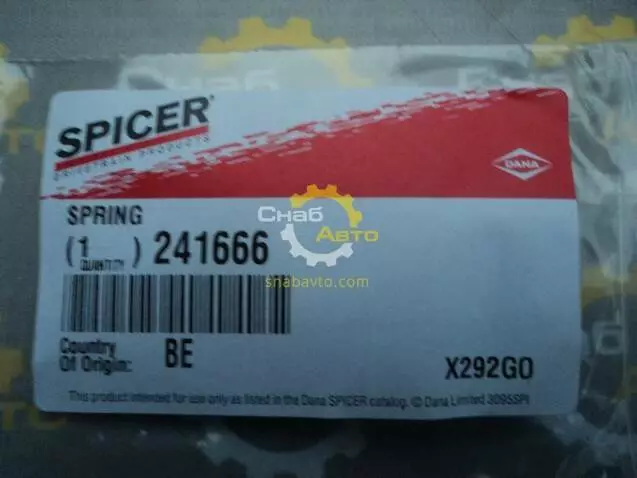 SPICER®
DRIVETRAIN PRODUCTS
DANA
SPRING
(1) 241666
QUANTITY
Снаб
Авто
snabavto.com
Country
Of Origin: BE
X292GO
This product intended for use only as listed in the Dana SPICER catalog. © Dana Limited 3095SPI